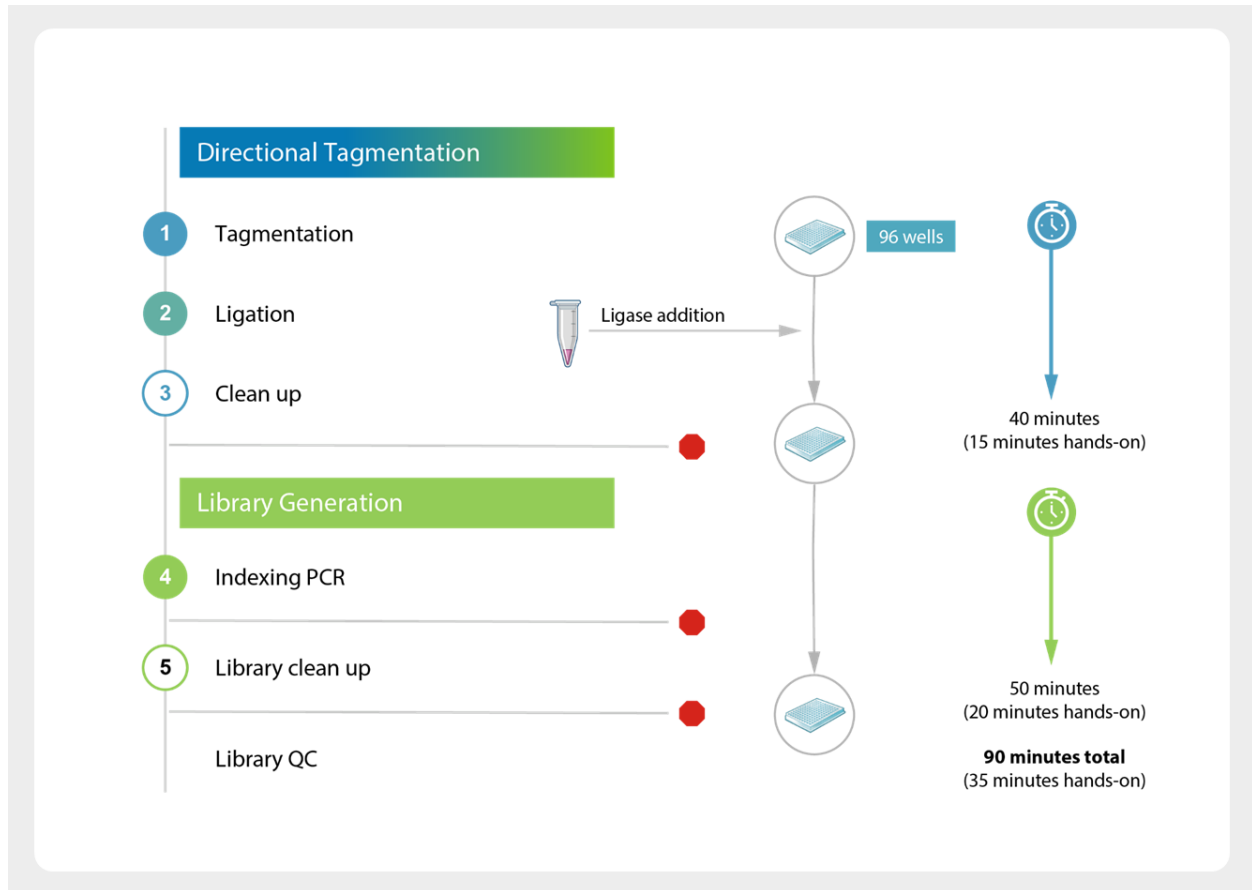 Directional Tagmentation
1 Tagmentation
96 wells
2 Ligation
Ligase addition
3 Clean up
40 minutes
(15 minutes hands-on)
Library Generation
4 Indexing PCR
5 Library clean up
50 minutes
(20 minutes hands-on)
Library QC
90 minutes total
(35 minutes hands-on)